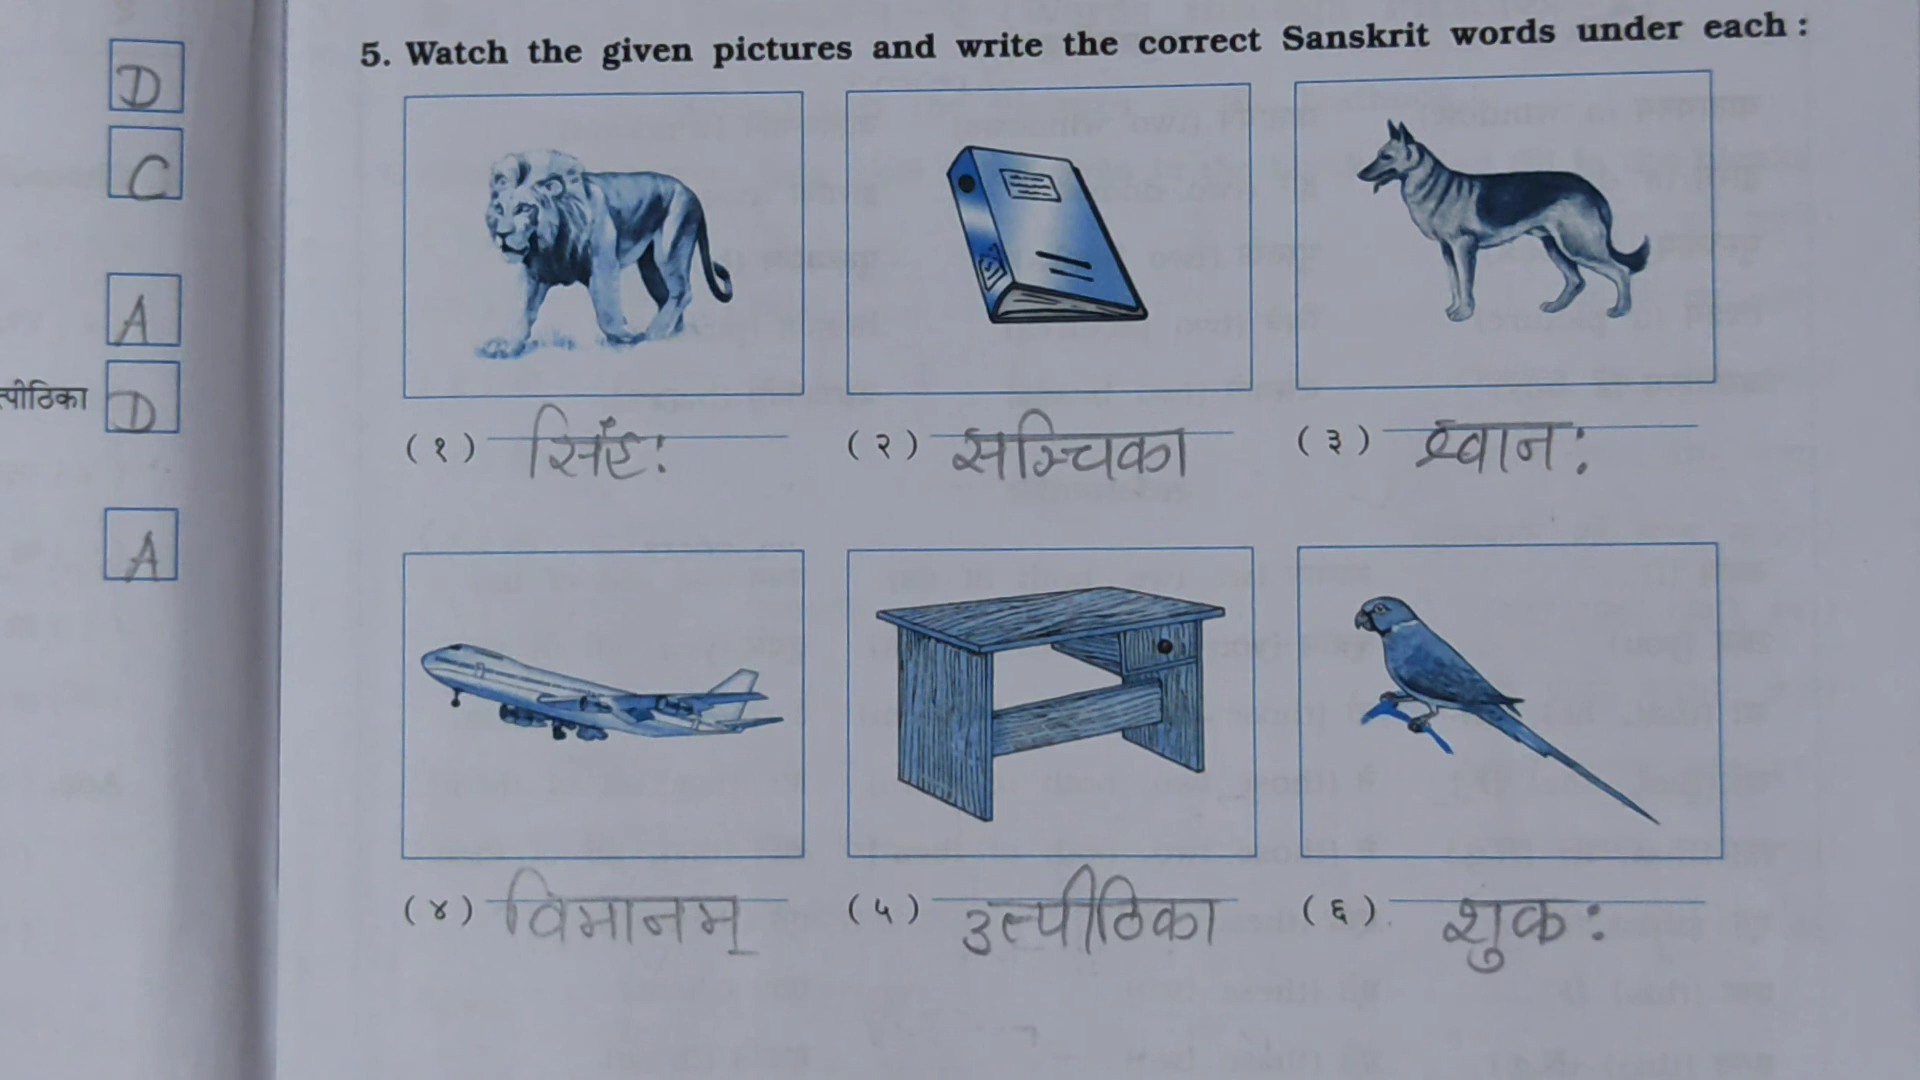 D
C
A
त्पीठिका D
A
5. Watch the given pictures and write the correct Sanskrit words under each :
(१) सिंहः (२) सञ्चिका (३) श्वानः
(४) विमानम् (५) उत्पीठिका (६) शुकः